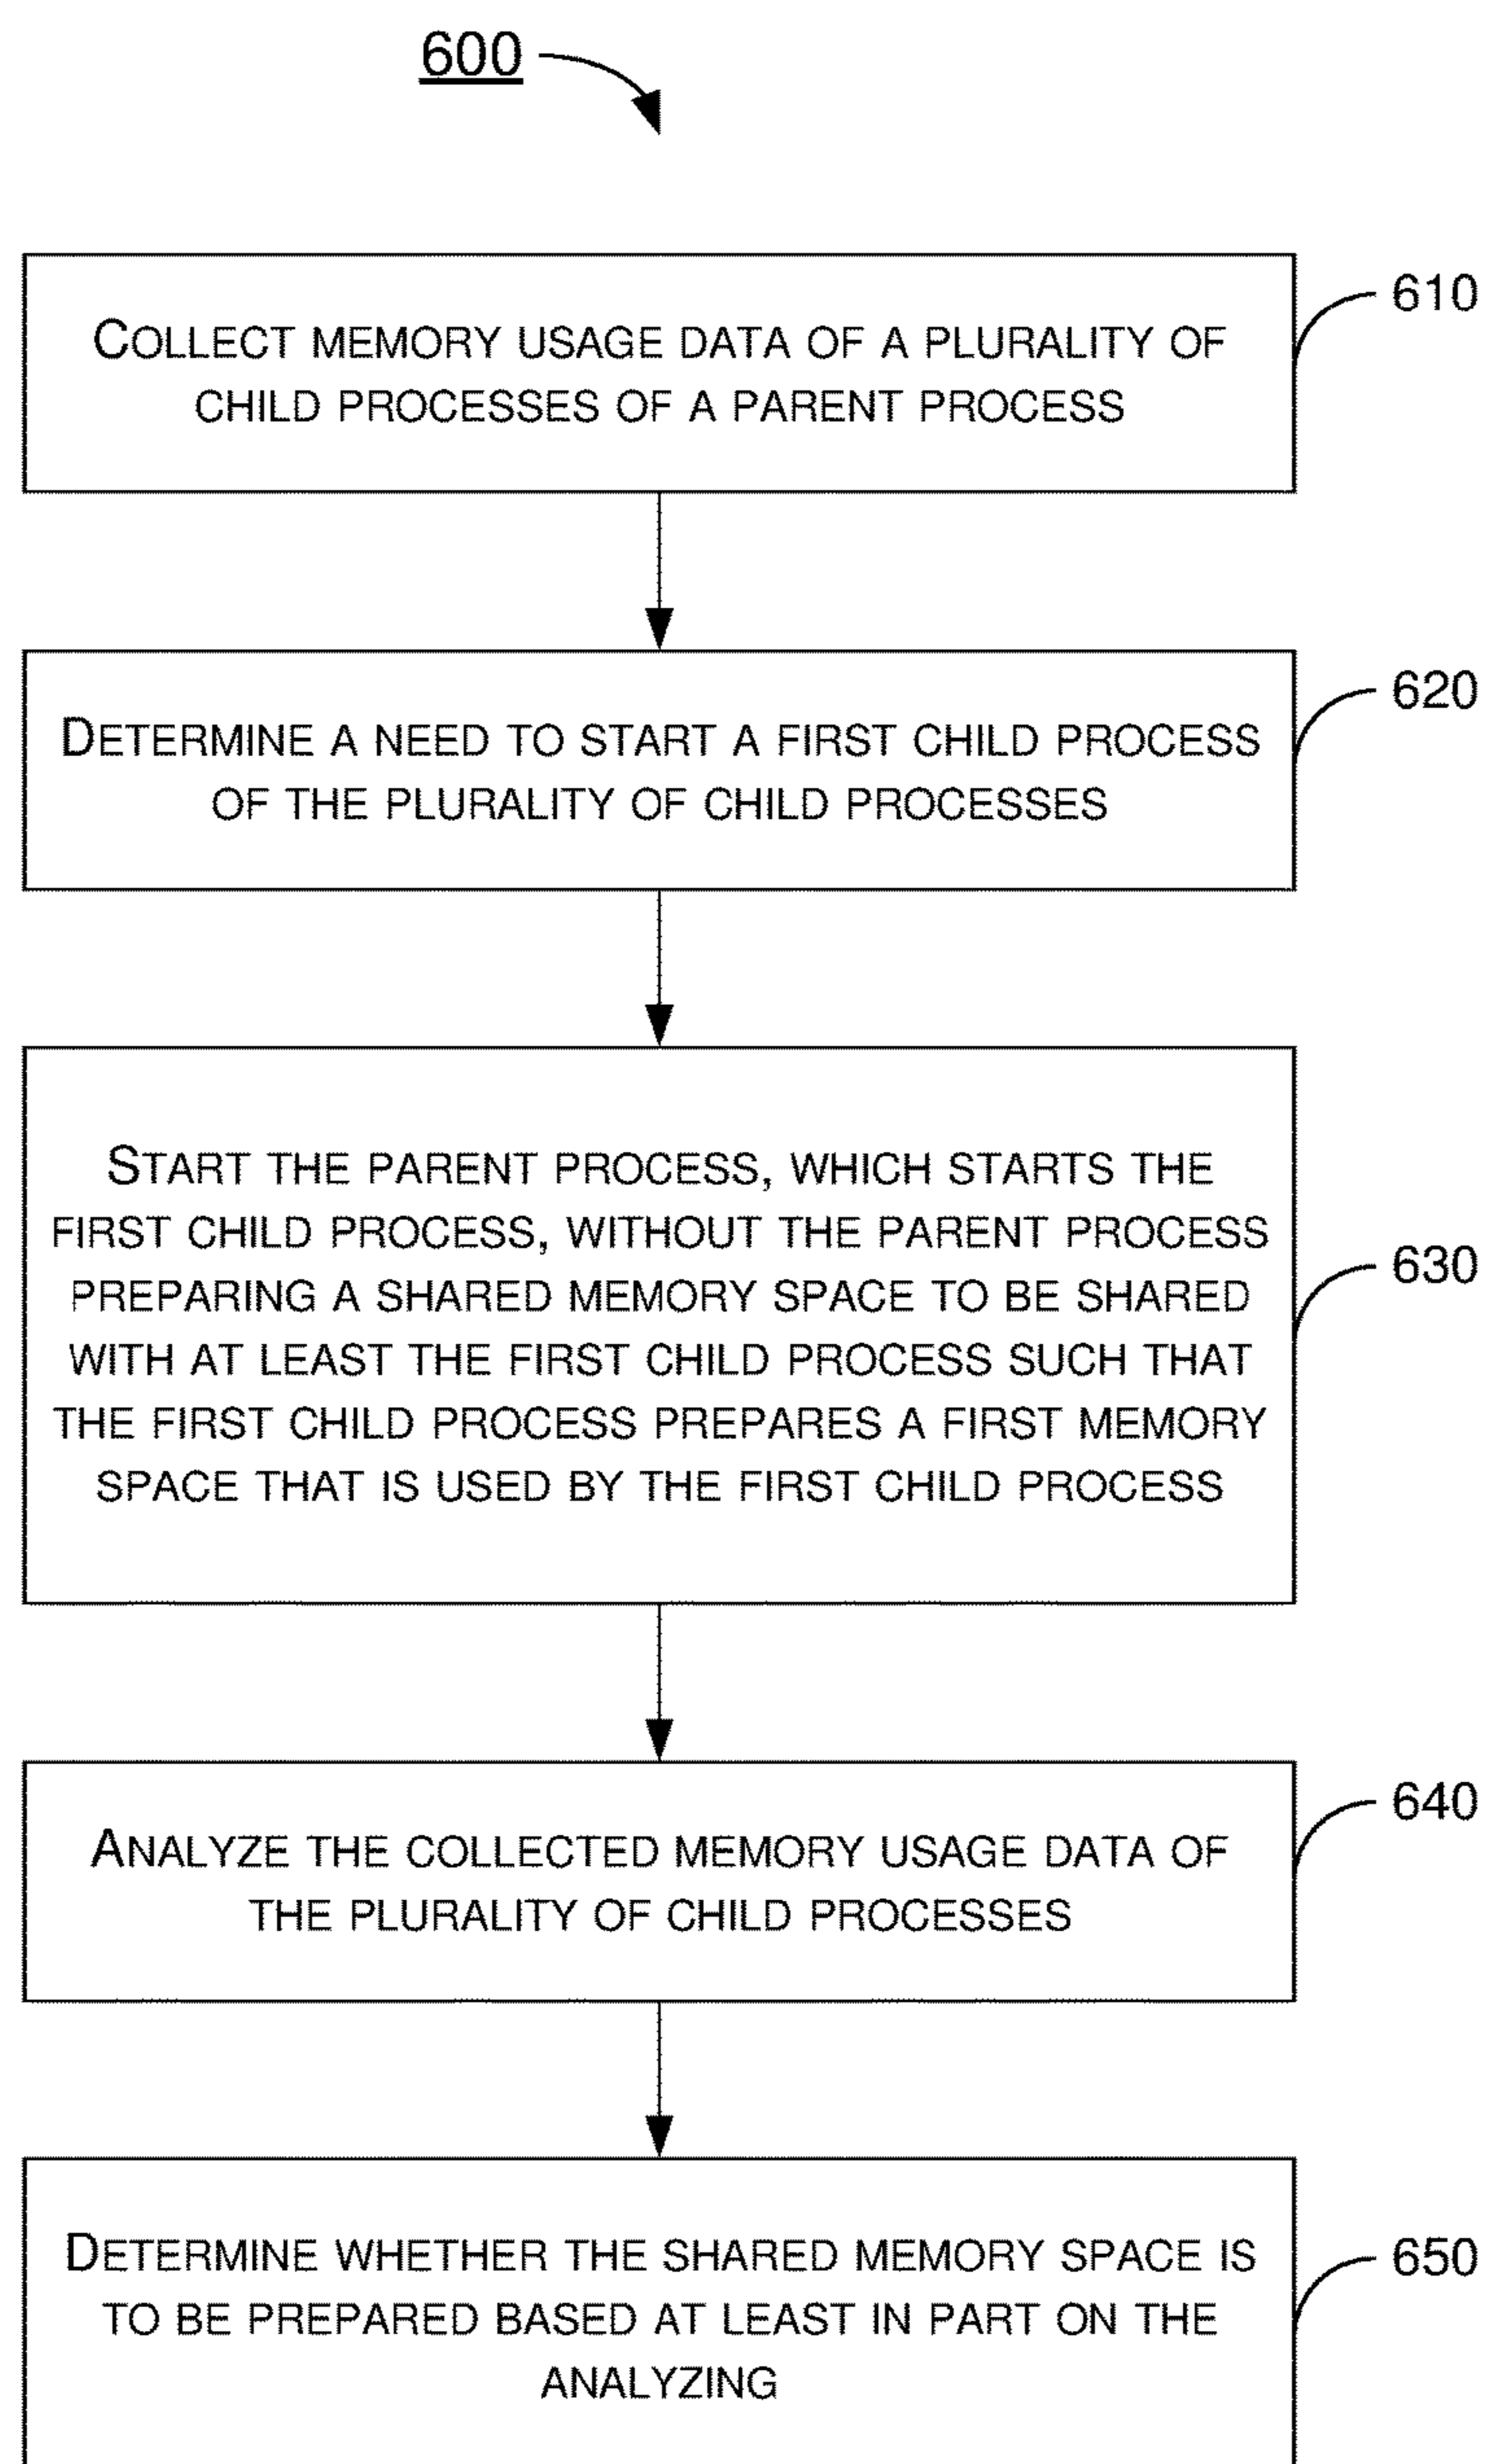 600
COLLECT MEMORY USAGE DATA OF A PLURALITY OF
CHILD PROCESSES OF A PARENT PROCESS
610
DETERMINE A NEED TO START A FIRST CHILD PROCESS
OF THE PLURALITY OF CHILD PROCESSES
620
START THE PARENT PROCESS, WHICH STARTS THE
FIRST CHILD PROCESS, WITHOUT THE PARENT PROCESS
PREPARING A SHARED MEMORY SPACE TO BE SHARED
WITH AT LEAST THE FIRST CHILD PROCESS SUCH THAT
THE FIRST CHILD PROCESS PREPARES A FIRST MEMORY
SPACE THAT IS USED BY THE FIRST CHILD PROCESS
630
ANALYZE THE COLLECTED MEMORY USAGE DATA OF
THE PLURALITY OF CHILD PROCESSES
640
DETERMINE WHETHER THE SHARED MEMORY SPACE IS
TO BE PREPARED BASED AT LEAST IN PART ON THE
ANALYZING
650